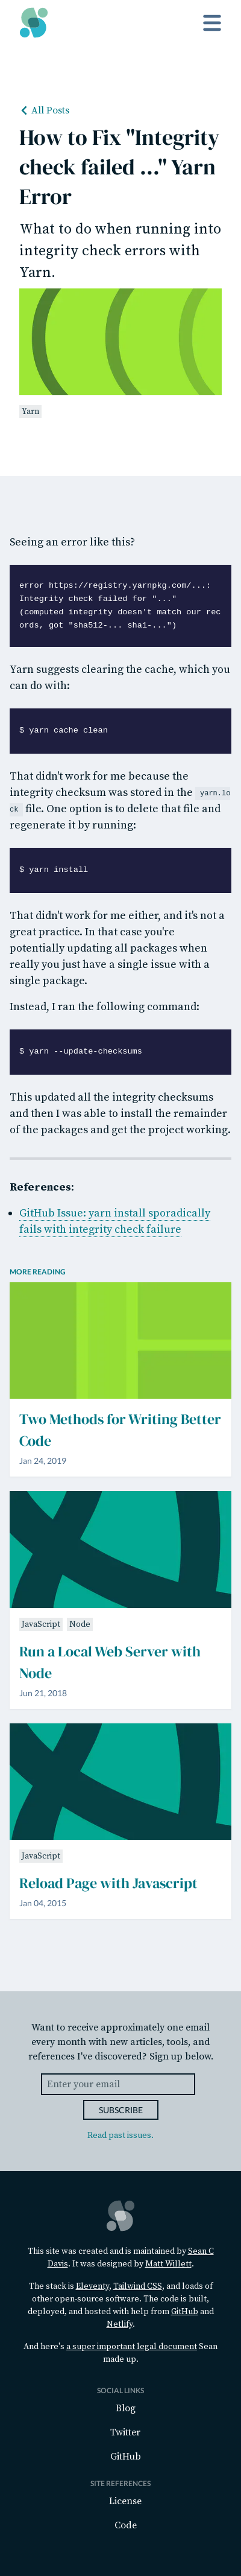 All Posts
How to Fix "Integrity
check failed ..." Yarn
Error
What to do when running into
integrity check errors with
Yarn.
Yarn
Seeing an error like this?
error https://registry.yarnpkg.com/...:
Integrity check failed for "..."
(computed integrity doesn't match our rec
ords, got "sha512-... sha1-...")
Yarn suggests clearing the cache, which you
can do with:
$ yarn cache clean
That didn't work for me because the
integrity checksum was stored in the yarn.lo
ck file. One option is to delete that file and
regenerate it by running:
$ yarn install
That didn't work for me either, and it's not a
great practice. In that case you're
potentially updating all packages when
really you just have a single issue with a
single package.
Instead, I ran the following command:
$ yarn --update-checksums
This updated all the integrity checksums
and then I was able to install the remainder
of the packages and get the project working.
References:
GitHub Issue: yarn install sporadically
fails with integrity check failure
MORE READING
Two Methods for Writing Better
Code
Jan 24, 2019
JavaScript Node
Run a Local Web Server with
Node
Jun 21, 2018
JavaScript
Reload Page with Javascript
Jan 04, 2015
Want to receive approximately one email
every month with new articles, tools, and
references I've discovered? Sign up below.
Enter your email
SUBSCRIBE
Read past issues.
This site was created and is maintained by Sean C
Davis. It was designed by Matt Willett.
The stack is Eleventy, Tailwind CSS, and loads of
other open-source software. The code is built,
deployed, and hosted with help from GitHub and
Netlify.
And here's a super important legal document Sean
made up.
SOCIAL LINKS
Blog
Twitter
GitHub
SITE REFERENCES
License
Code